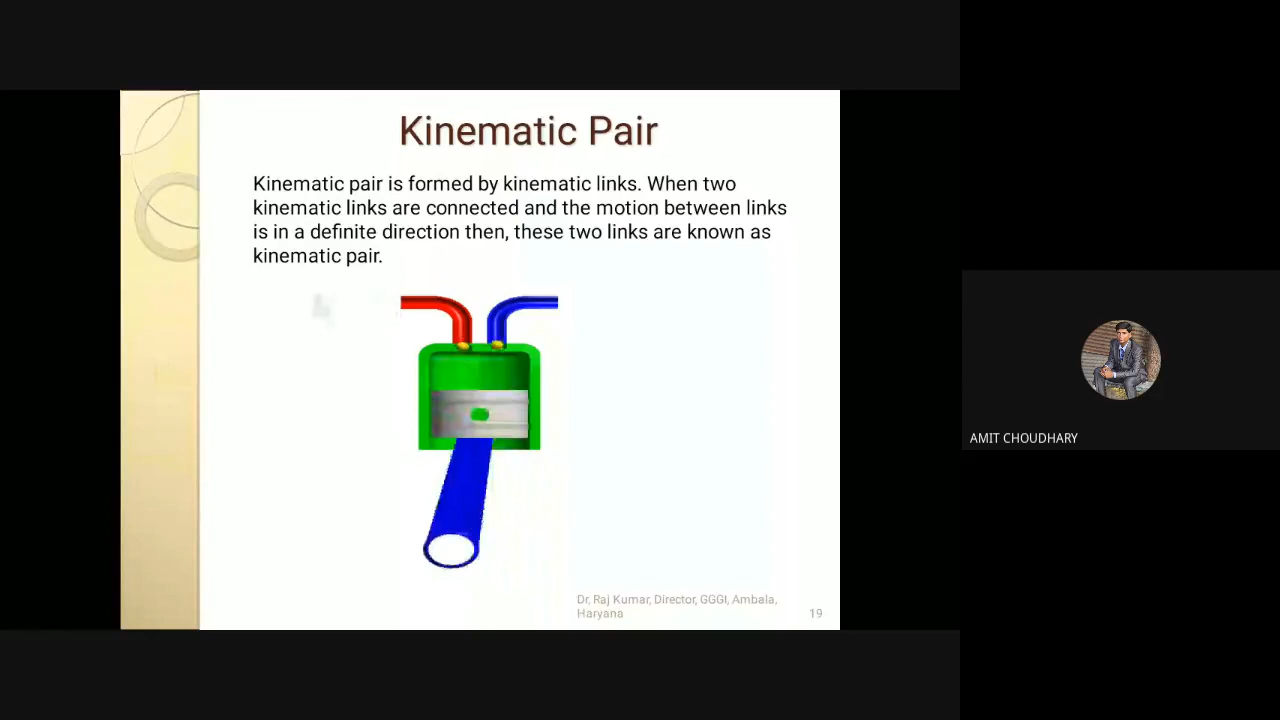 Kinematic Pair
Kinematic pair is formed by kinematic links. When two
kinematic links are connected and the motion between links
is in a definite direction then, these two links are known as
kinematic pair.
Dr, Raj Kumar, Director, GGGI, Ambala,
Haryana
19
AMIT CHOUDHARY